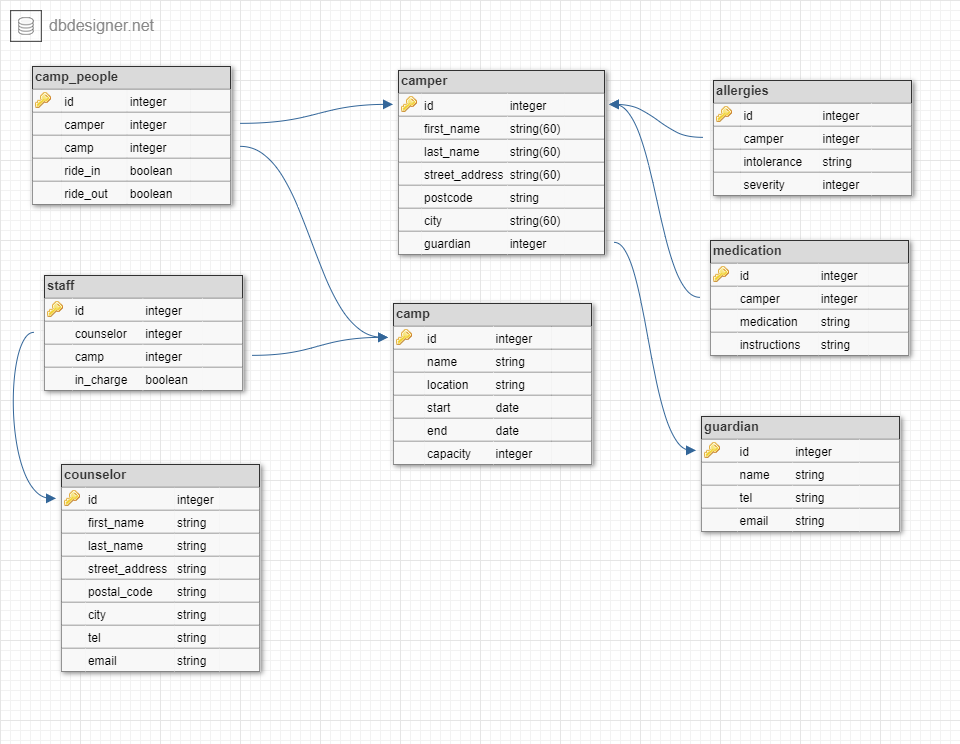 dbdesigner.net
camp_people
id integer
camper integer
camp integer
ride_in boolean
ride_out boolean
camper
id integer
first_name string(60)
last_name string(60)
street_address string(60)
postcode string
city string(60)
guardian integer
allergies
id integer
camper integer
intolerance string
severity integer
staff
id integer
counselor integer
camp integer
in_charge boolean
camp
id integer
name string
location string
start date
end date
capacity integer
medication
id integer
camper integer
medication string
instructions string
counselor
id integer
first_name string
last_name string
street_address string
postal_code string
city string
tel string
email string
guardian
id integer
name string
tel string
email string